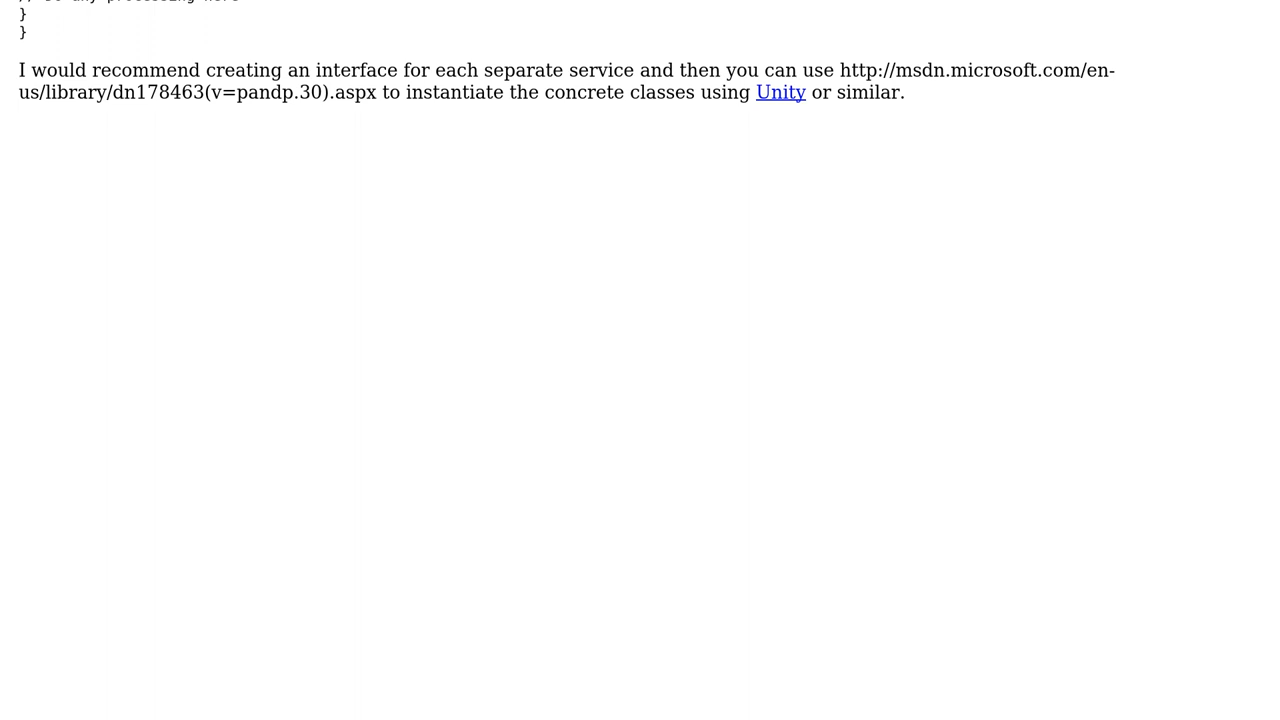 }
}
I would recommend creating an interface for each separate service and then you can use http://msdn.microsoft.com/en-
us/library/dn178463(v=pandp.30).aspx to instantiate the concrete classes using Unity or similar.